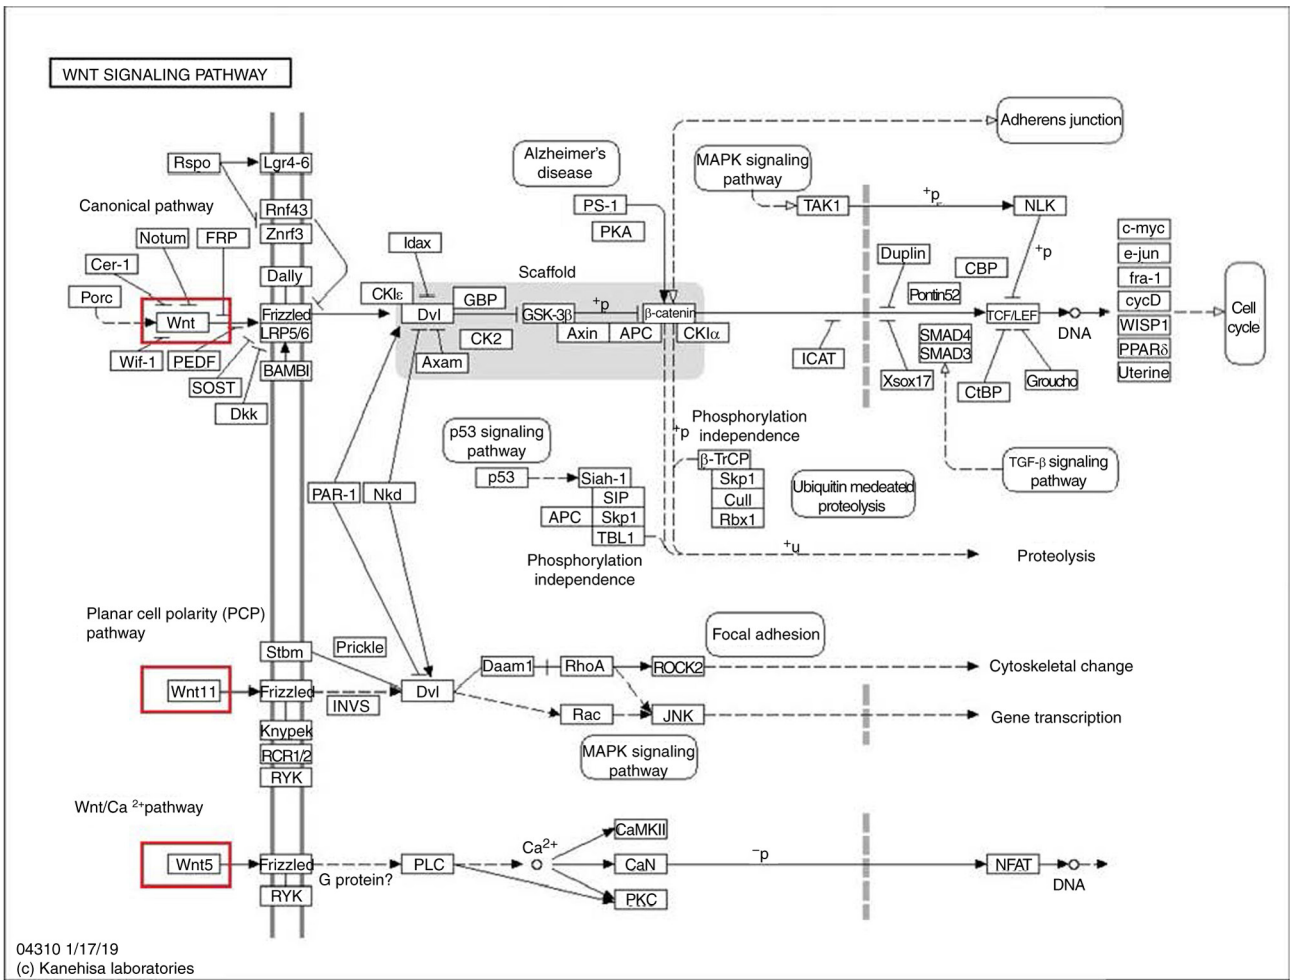 WNT SIGNALING PATHWAY
Adherens junction
Alzheimer's
disease
MAPK signaling
pathway
Rspo
Lgr4-6
Canonical pathway
Rnf43
Znrf3
PS-1
PKA
TAK1
+p
NLK
c-myc
Notum
FRP
Idax
Duplin
+p
e-jun
Cer-1
Dally
Scaffold
CBP
fra-1
Porc
CKIε
GBP
+p
Pontin52
cycD
Wnt
Frizzled
LRP5/6
Dvl
GSK-3β
β-catenin
TCF/LEF
DNA
WISP1
Cell
cycle
CK2
Axin
APC
CKIα
SMAD4
SMAD3
PPARδ
Uterine
Wif-1
PEDF
BAMBI
Axam
ICAT
SOST
Xsox17
CtBP
Groucho
Dkk
p53 signaling
pathway
+p
Phosphorylation
independence
β-TrCP
Skp1
Cull
Rbx1
TGF-β signaling
pathway
p53
Siah-1
SIP
APC
Skp1
TBL1
Ubiquitin medeated
proteolysis
PAR-1
Nkd
+u
Proteolysis
Phosphorylation
independence
Planar cell polarity (PCP)
pathway
Stbm
Prickle
Focal adhesion
Daam1
RhoA
ROCK2
Cytoskeletal change
Wnt11
Frizzled
INVS
Dvl
Rac
JNK
Gene transcription
Knypek
RCR1/2
RYK
MAPK signaling
pathway
Wnt/Ca 2+pathway
CaMKII
Ca2+
Wnt5
Frizzled
G protein?
PLC
CaN
−p
NFAT
DNA
RYK
PKC
04310 1/17/19
(c) Kanehisa laboratories